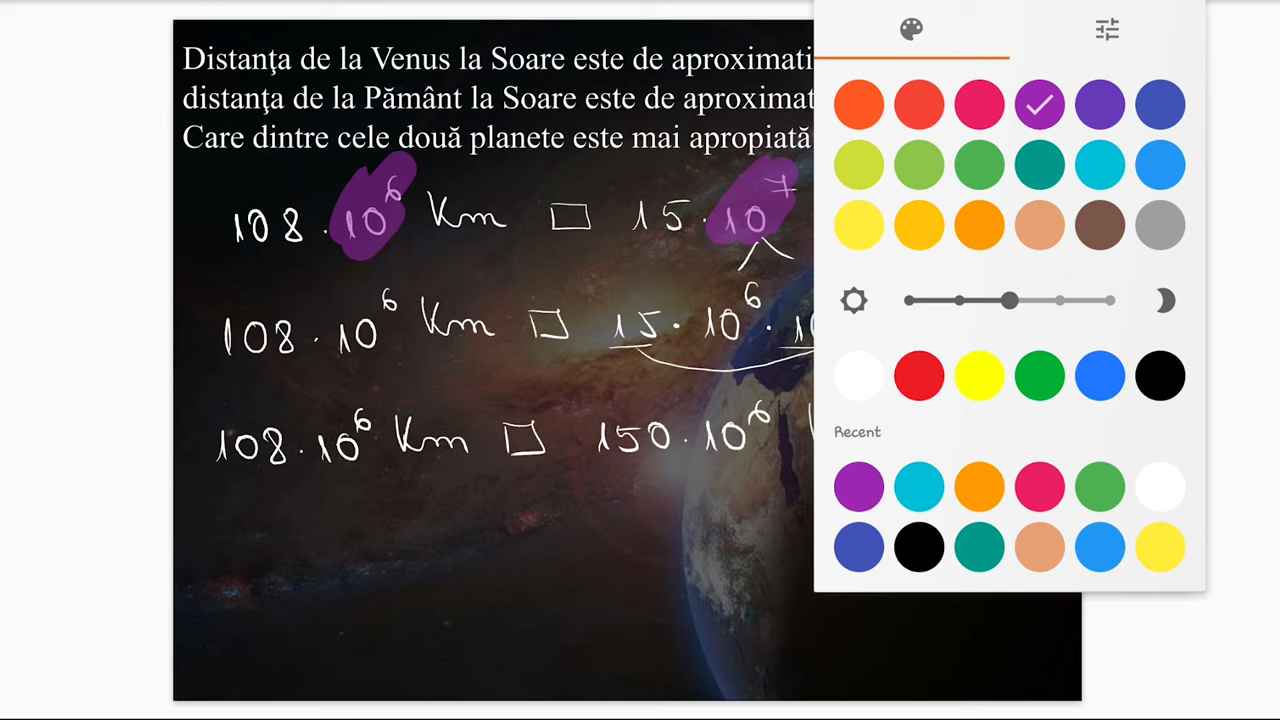 Distanţa de la Venus la Soare este de aproximati
distanţa de la Pământ la Soare este de aproximat
Care dintre cele două planete este mai apropiată
108 · 10⁶ Km □ 15 · 10⁷
108 · 10⁶ Km □ 15 · 10⁶ · 10
108 · 10⁶ Km □ 150 · 10⁶
Recent